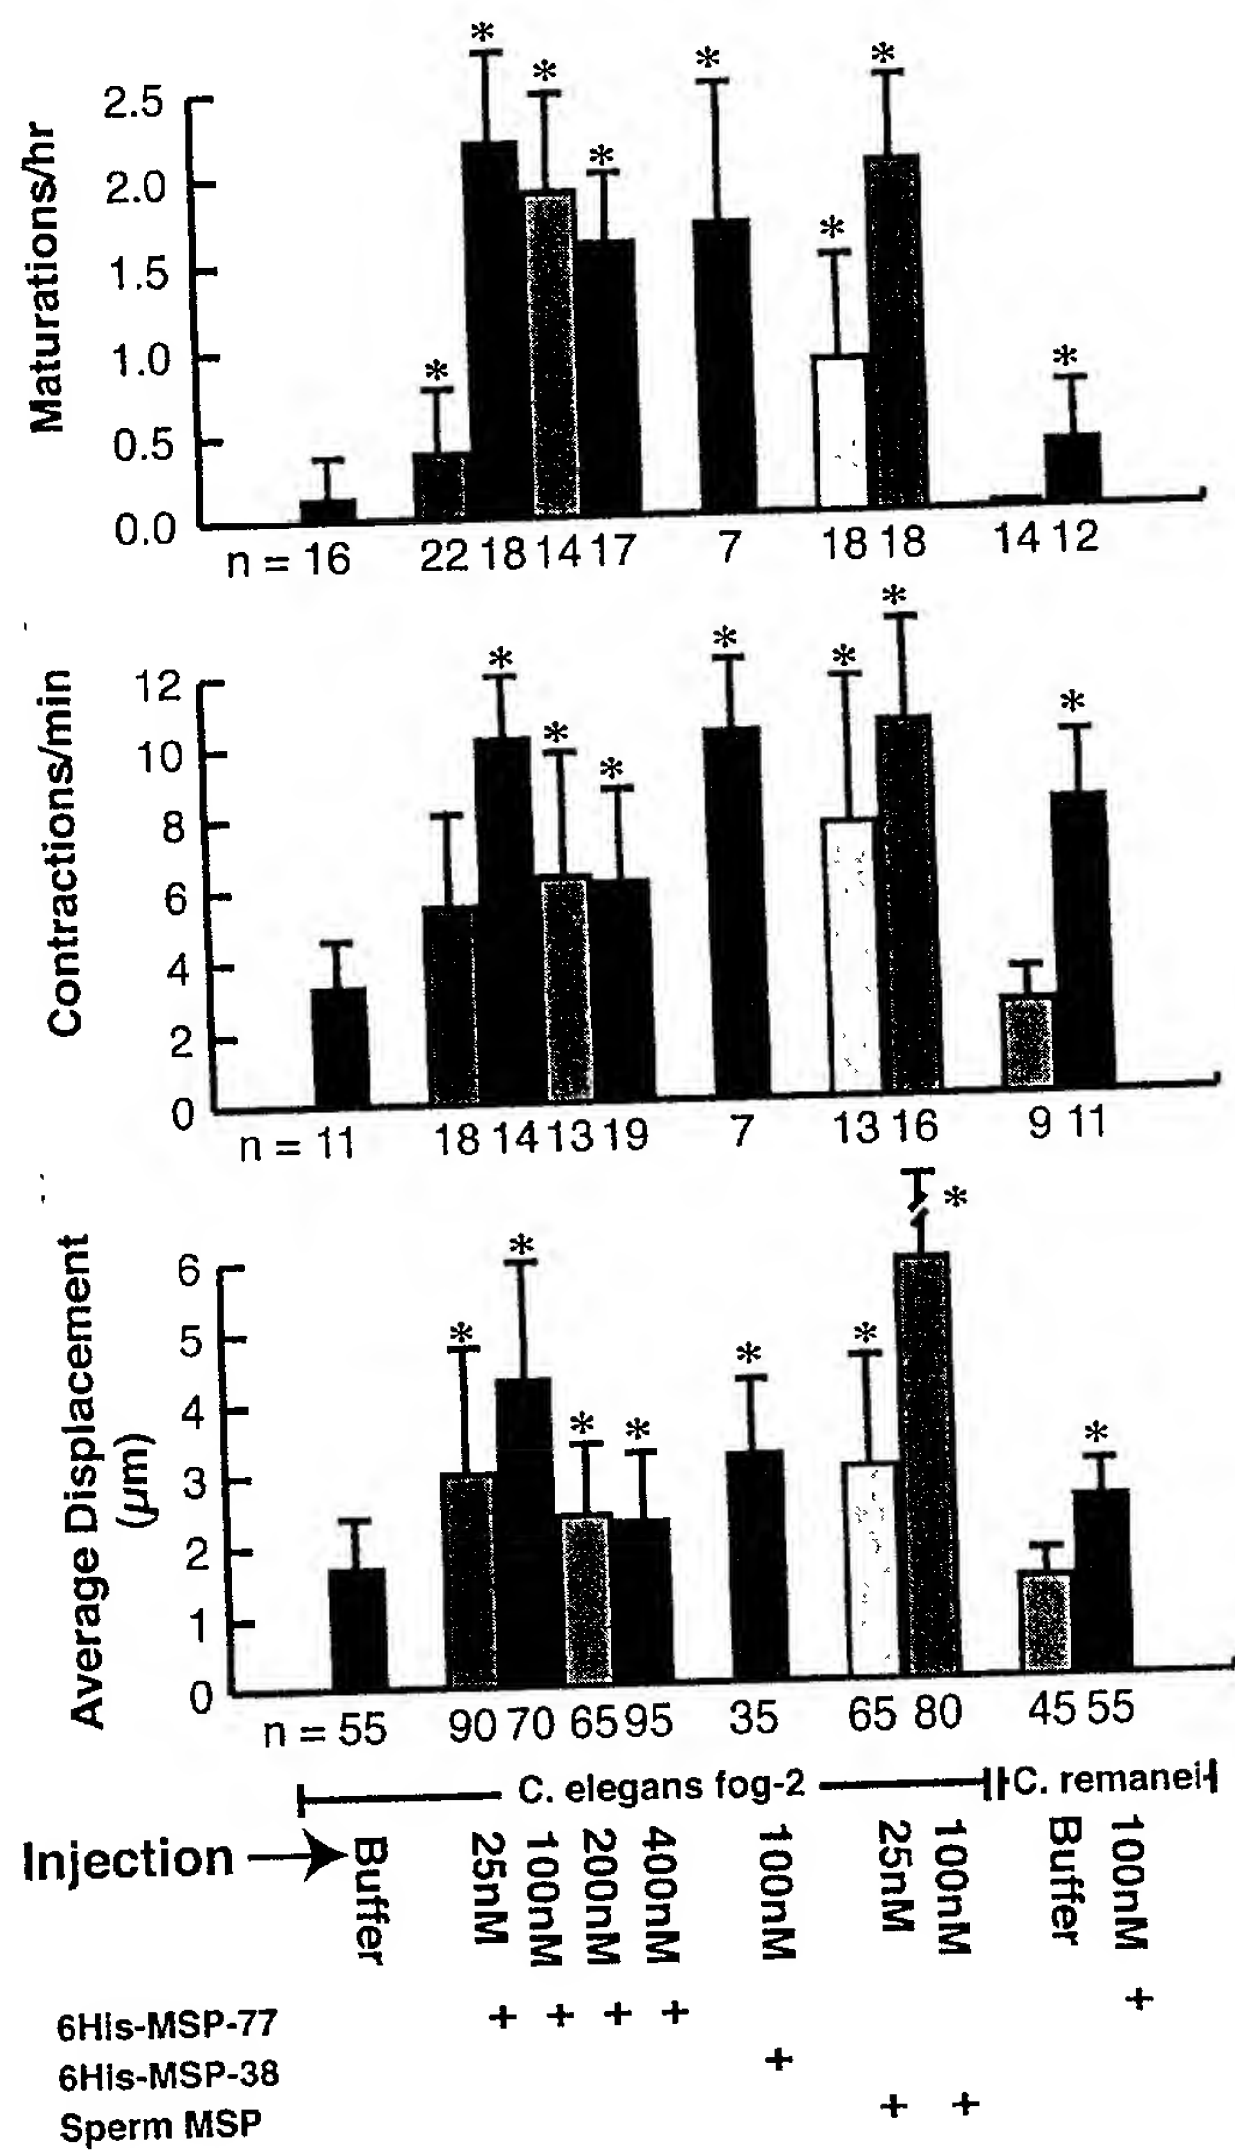 Maturations/hr
2.5
2.0
1.5
1.0
0.5
0.0
* * * * * * * * *
n = 16 22 18 14 17 7 18 18 14 12
Contractions/min
12
10
8
6
4
2
0
* * * * * * *
n = 11 18 14 13 19 7 13 16 9 11
Average Displacement
(µm)
6
5
4
3
2
1
0
* * * * * * * *
n = 55 90 70 65 95 35 65 80 45 55
C. elegans fog-2 C. remanei
Injection Buffer 25nM 100nM 200nM 400nM 100nM 25nM 100nM Buffer 100nM
6His-MSP-77 + + + + +
6His-MSP-38 +
Sperm MSP + +